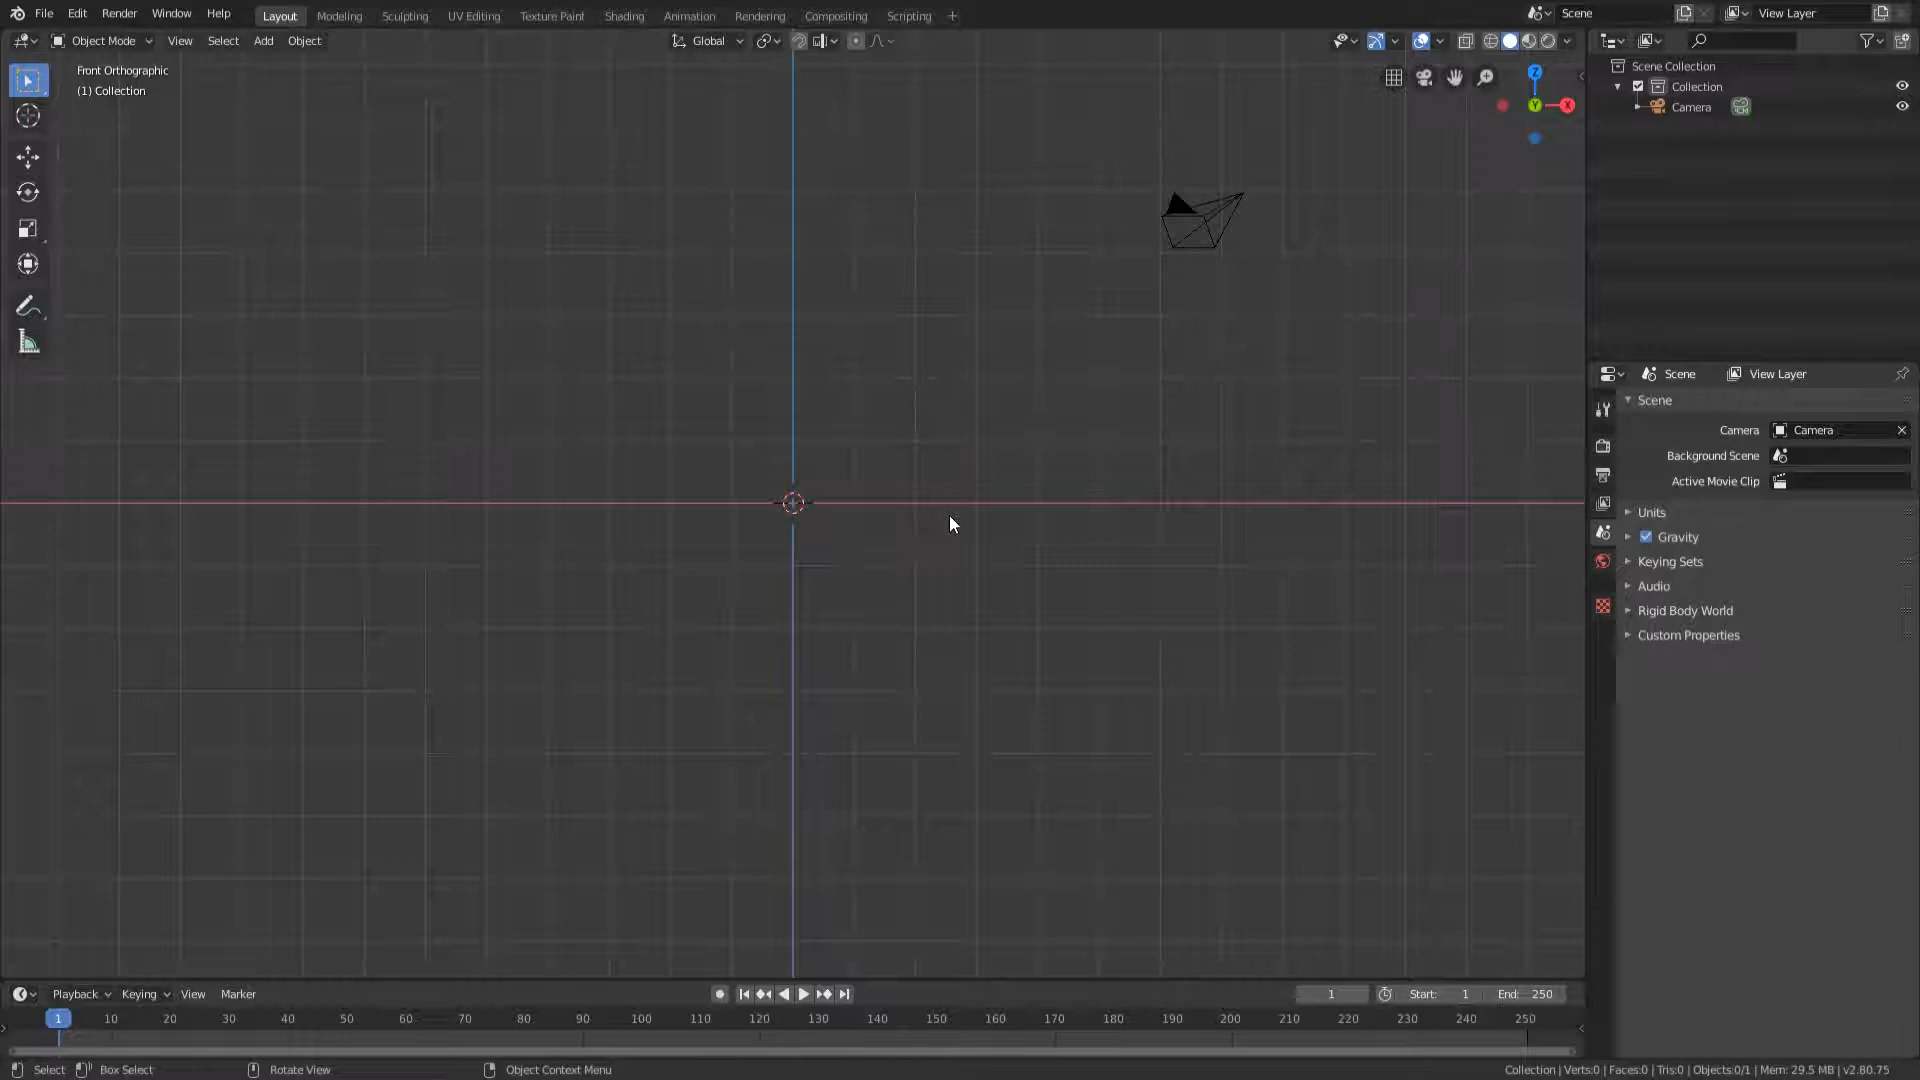 File Edit Render Window Help Layout Modeling Sculpting UV Editing Texture Paint Shading Animation Rendering Compositing Scripting + Scene View Layer
Object Mode View Select Add Object Global
Front Orthographic
(1) Collection
Z
Y X
Scene Collection
Collection
Camera
Scene View Layer
Scene
Camera Camera
Background Scene
Active Movie Clip
Units
Gravity
Keying Sets
Audio
Rigid Body World
Custom Properties
Playback Keying View Marker 1 Start: 1 End: 250
1 10 20 30 40 50 60 70 80 90 100 110 120 130 140 150 160 170 180 190 200 210 220 230 240 250
Select Box Select Rotate View Object Context Menu Collection | Verts:0 | Faces:0 | Tris:0 | Objects:0/1 | Mem: 29.5 MB | v2.80.75